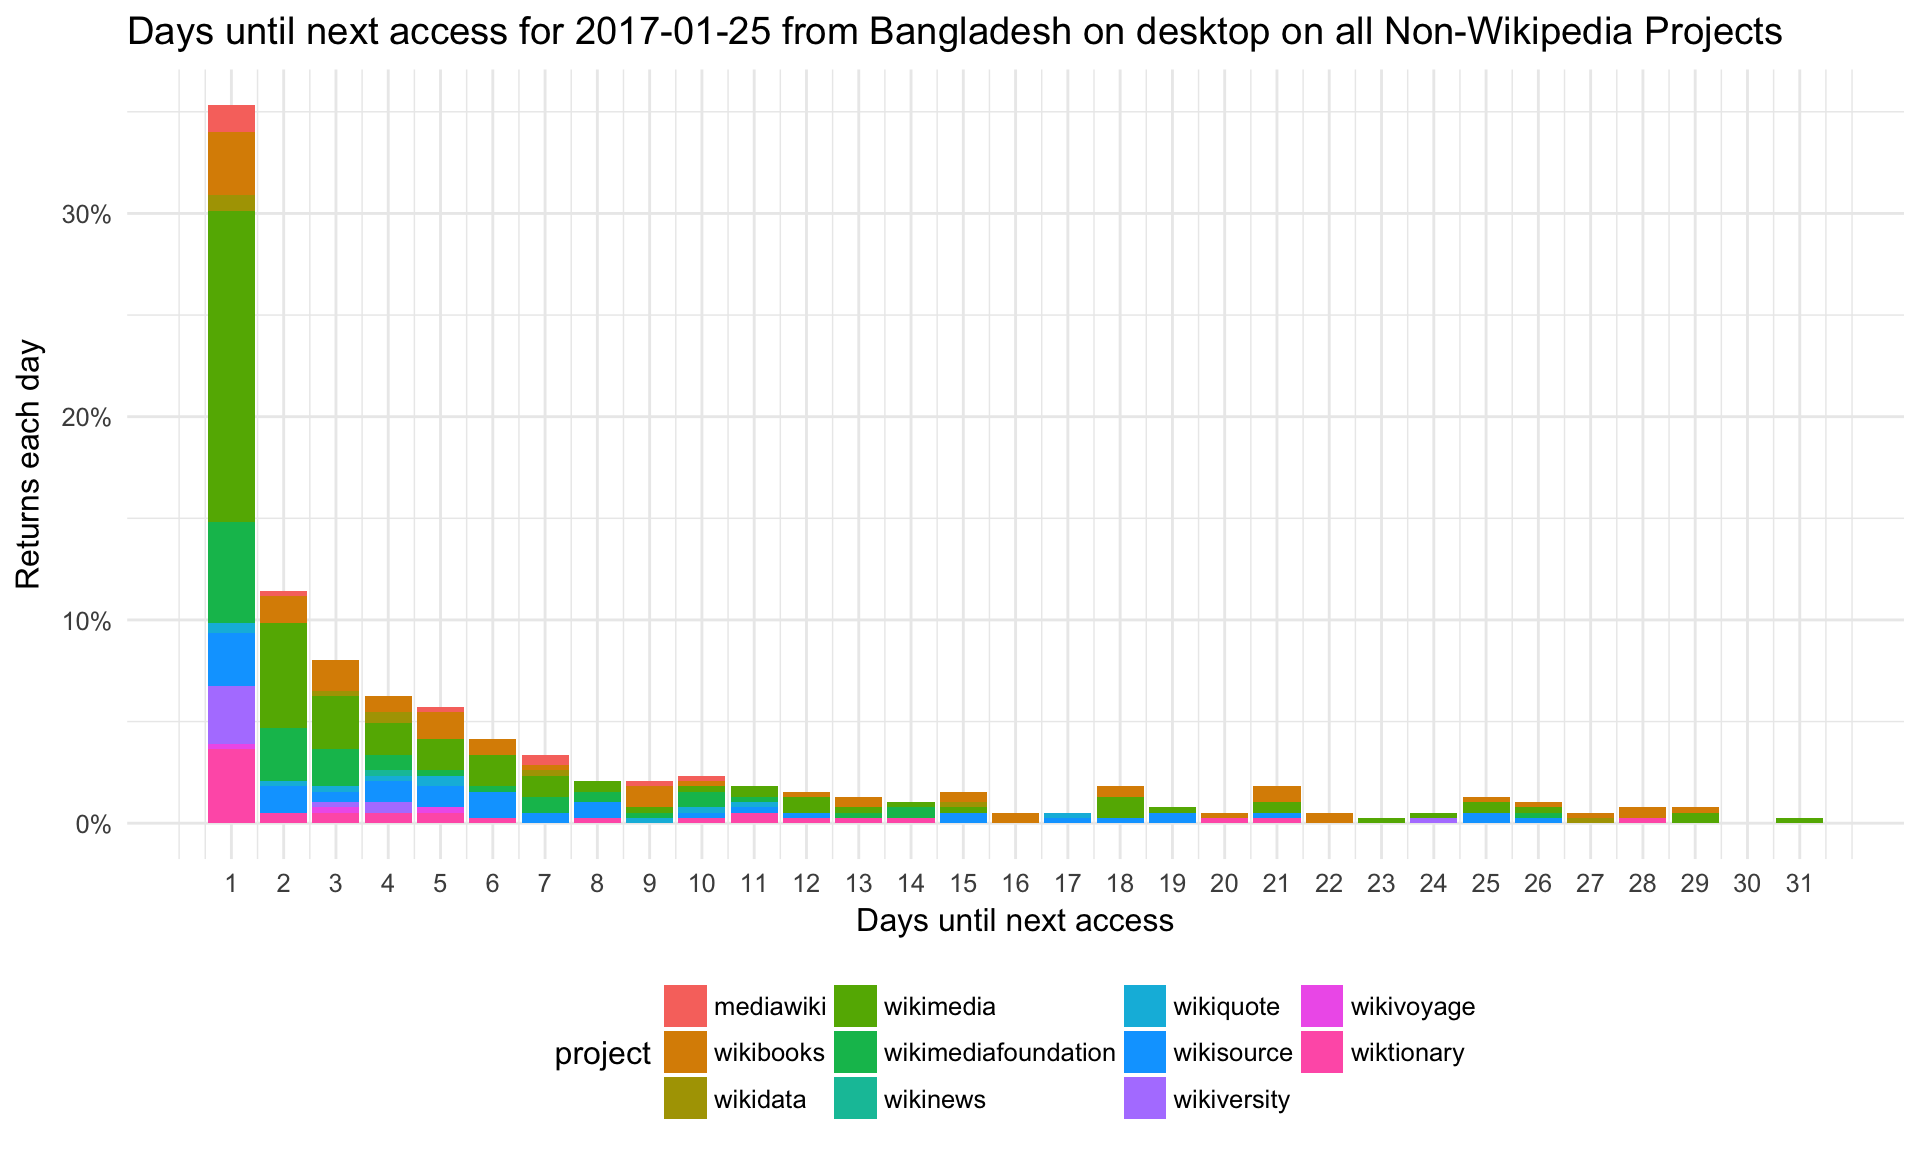 Days until next access for 2017-01-25 from Bangladesh on desktop on all Non-Wikipedia Projects
Returns each day
30%
20%
10%
0%
1 2 3 4 5 6 7 8 9 10 11 12 13 14 15 16 17 18 19 20 21 22 23 24 25 26 27 28 29 30 31
Days until next access
project
mediawiki wikimedia wikiquote wikivoyage
wikibooks wikimediafoundation wikisource wiktionary
wikidata wikinews wikiversity